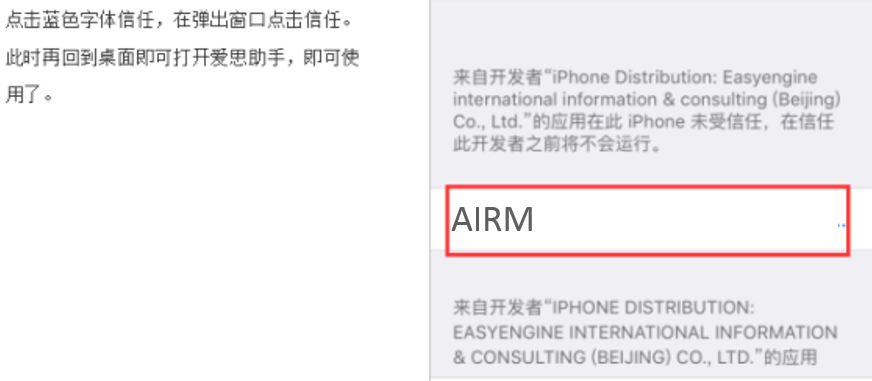 点击蓝色字体信任，在弹出窗口点击信任。
此时再回到桌面即可打开爱思助手，即可使
用了。
来自开发者“iPhone Distribution: Easyengine
international information & consulting (Beijing)
Co., Ltd.”的应用在此 iPhone 未受信任，在信任
此开发者之前将不会运行。
AIRM
来自开发者“IPHONE DISTRIBUTION:
EASYENGINE INTERNATIONAL INFORMATION
& CONSULTING (BEIJING) CO., LTD.”的应用